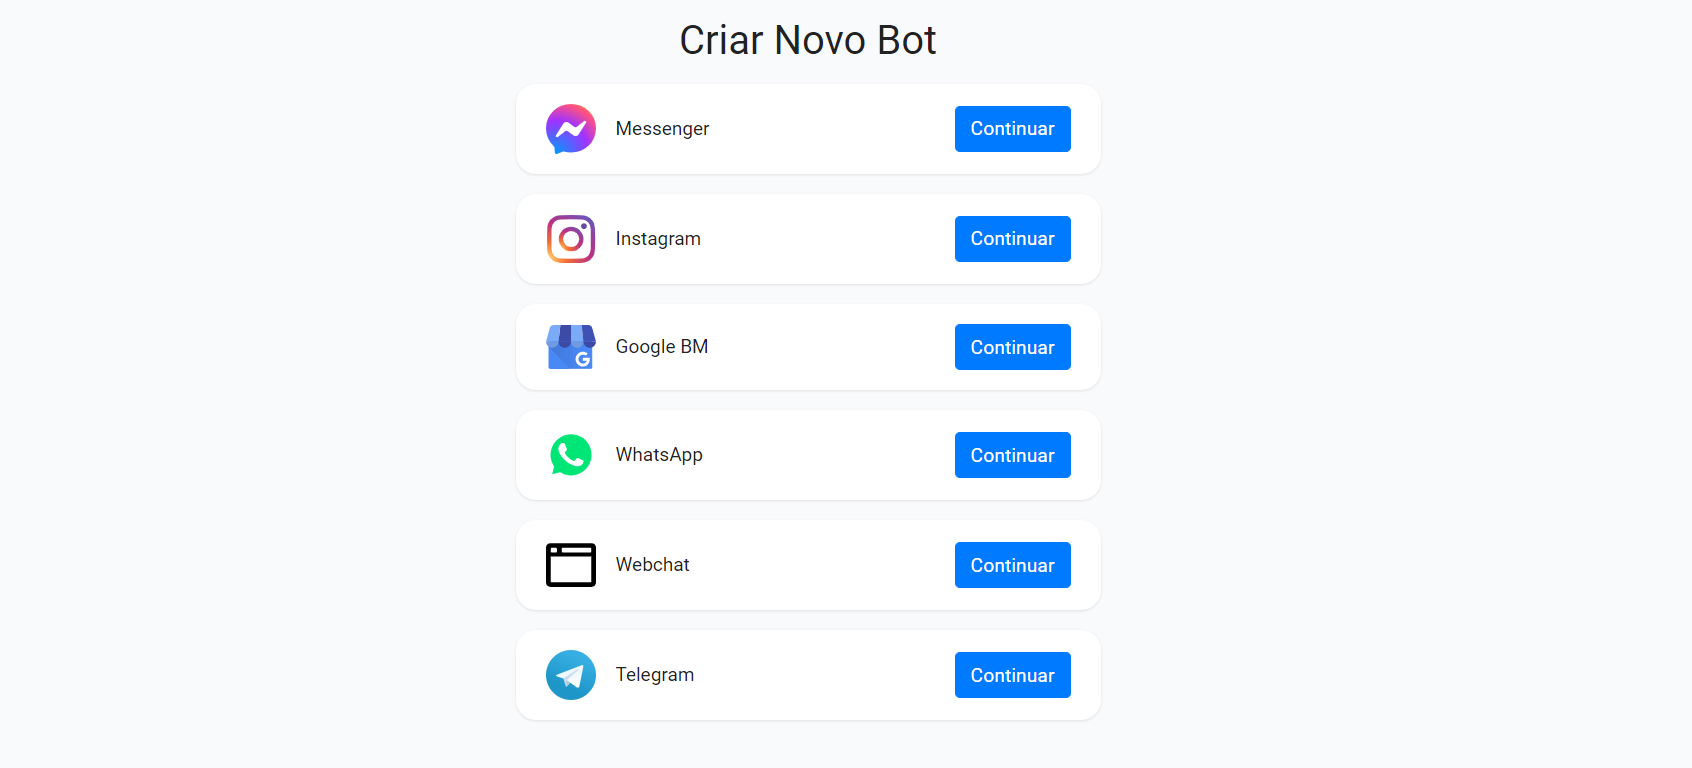 Criar Novo Bot
Messenger Continuar
Instagram Continuar
G
Google BM Continuar
WhatsApp Continuar
Webchat Continuar
Telegram Continuar